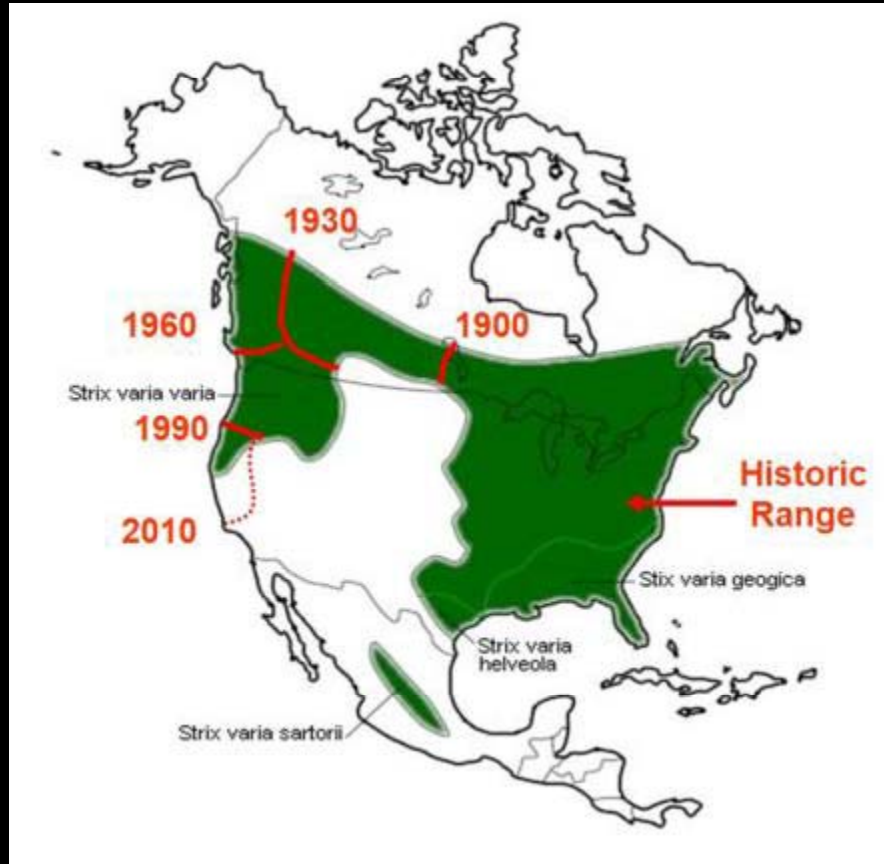 1930
1960
1900
Strix varia varia
1990
Historic
Range
2010
Stix varia geogica
Strix varia
helveola
Strix varia sartorii